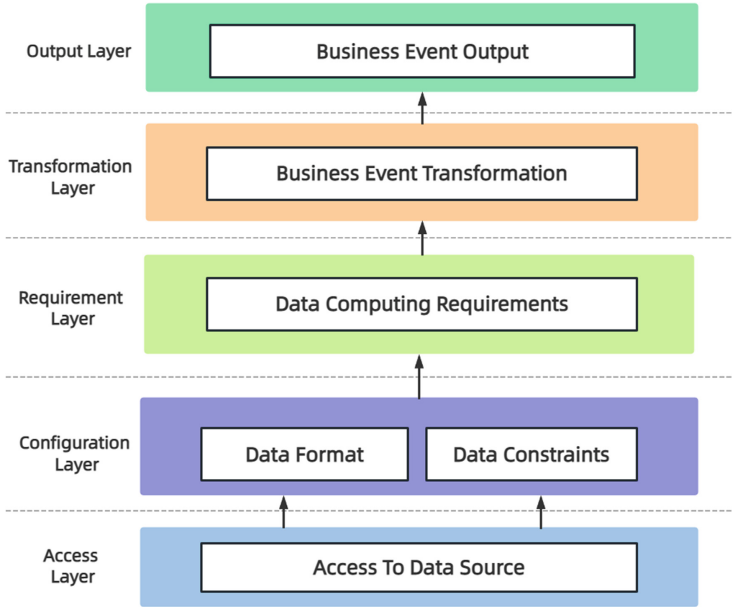 Output Layer
Business Event Output
Transformation
Layer
Business Event Transformation
Requirement
Layer
Data Computing Requirements
Configuration
Layer
Data Format
Data Constraints
Access
Layer
Access To Data Source